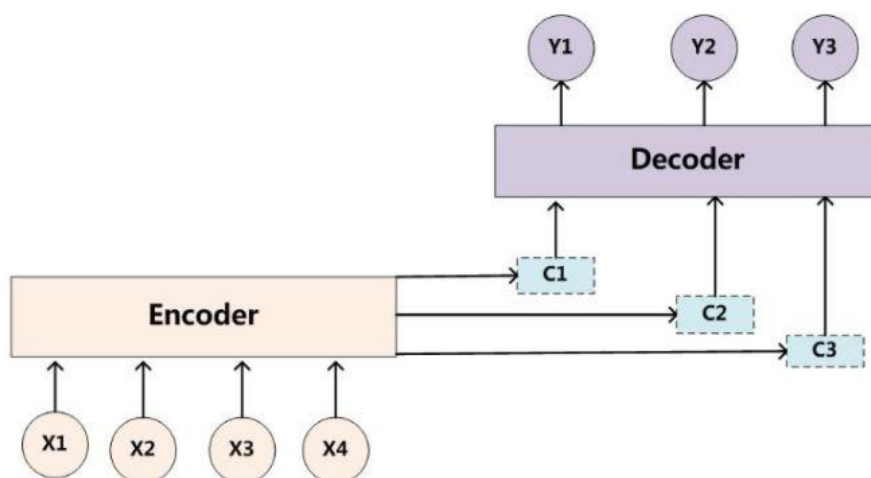 Y1 Y2 Y3
Decoder
C1
Encoder
C2
C3
X1 X2 X3 X4